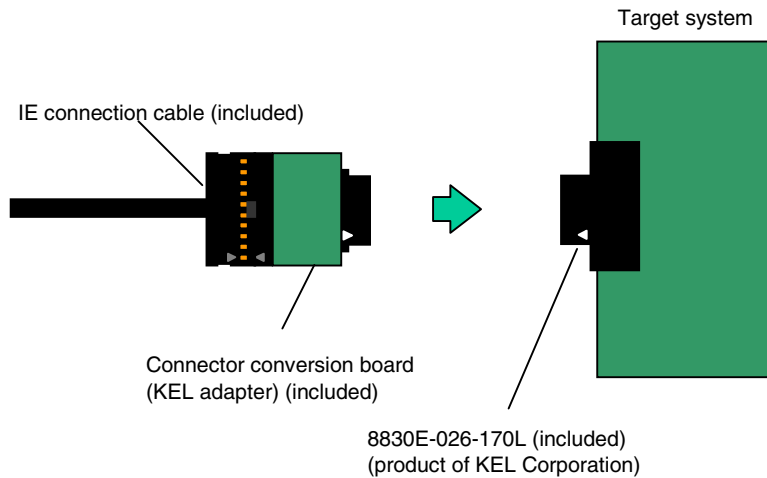 Target system
IE connection cable (included)
Connector conversion board
(KEL adapter) (included)
8830E-026-170L (included)
(product of KEL Corporation)